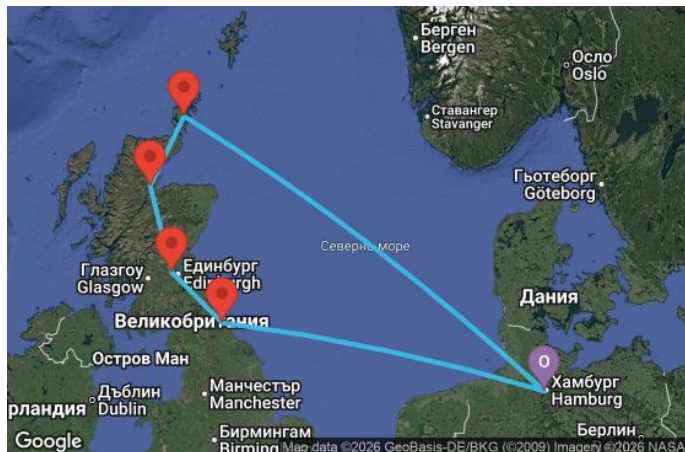 Берген
Bergen
Осло
Oslo
Ставангер
Stavanger
Гьотеборг
Göteborg
Северно море
Глазгоу
Glasgow
Единбург
Edinburgh
Дания
Великобритания
Остров Ман
O
Хамбург
Hamburg
Дъблин
Dublin
рландия
Манчестър
Manchester
Бирмингам
Birming
Берлин
Google
Map data ©2026 GeoBasis-DE/BKG (©2009) Imagery ©2026 NASA